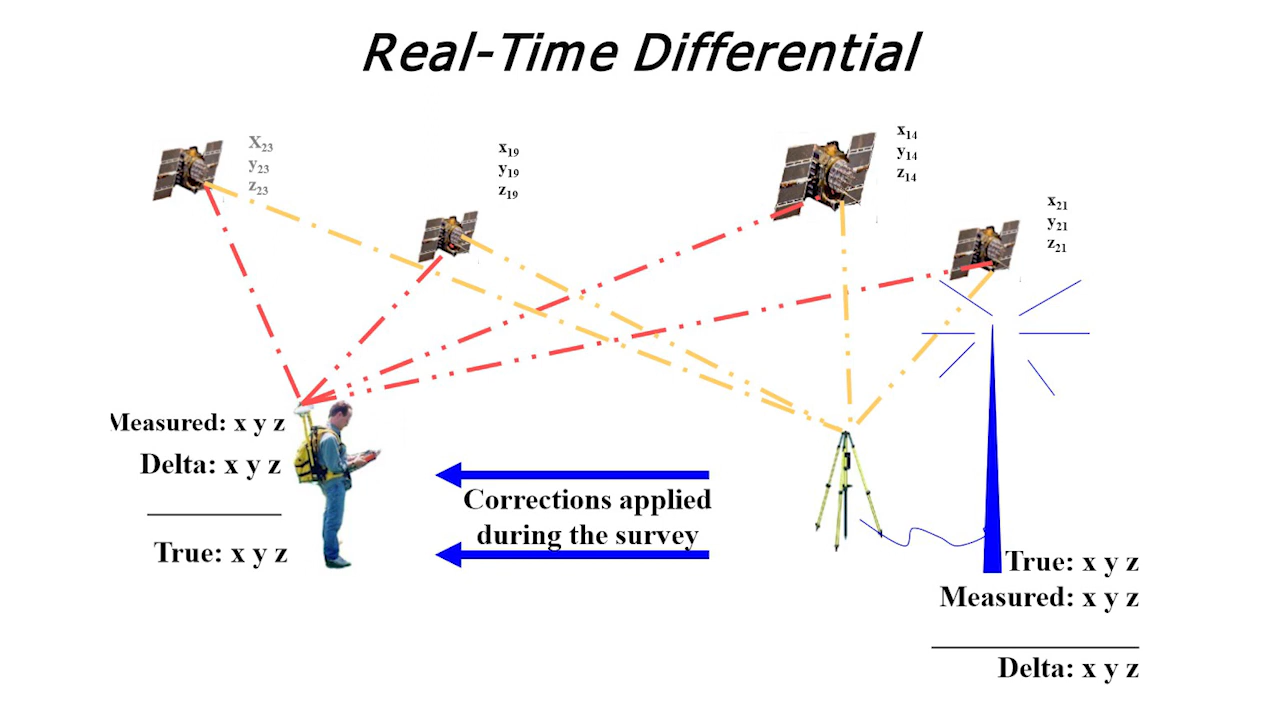 Real-Time Differential
X23
y23
z23
x19
y19
z19
x14
y14
z14
x21
y21
z21
Measured: x y z
Delta: x y z
True: x y z
Corrections applied
during the survey
True: x y z
Measured: x y z
Delta: x y z